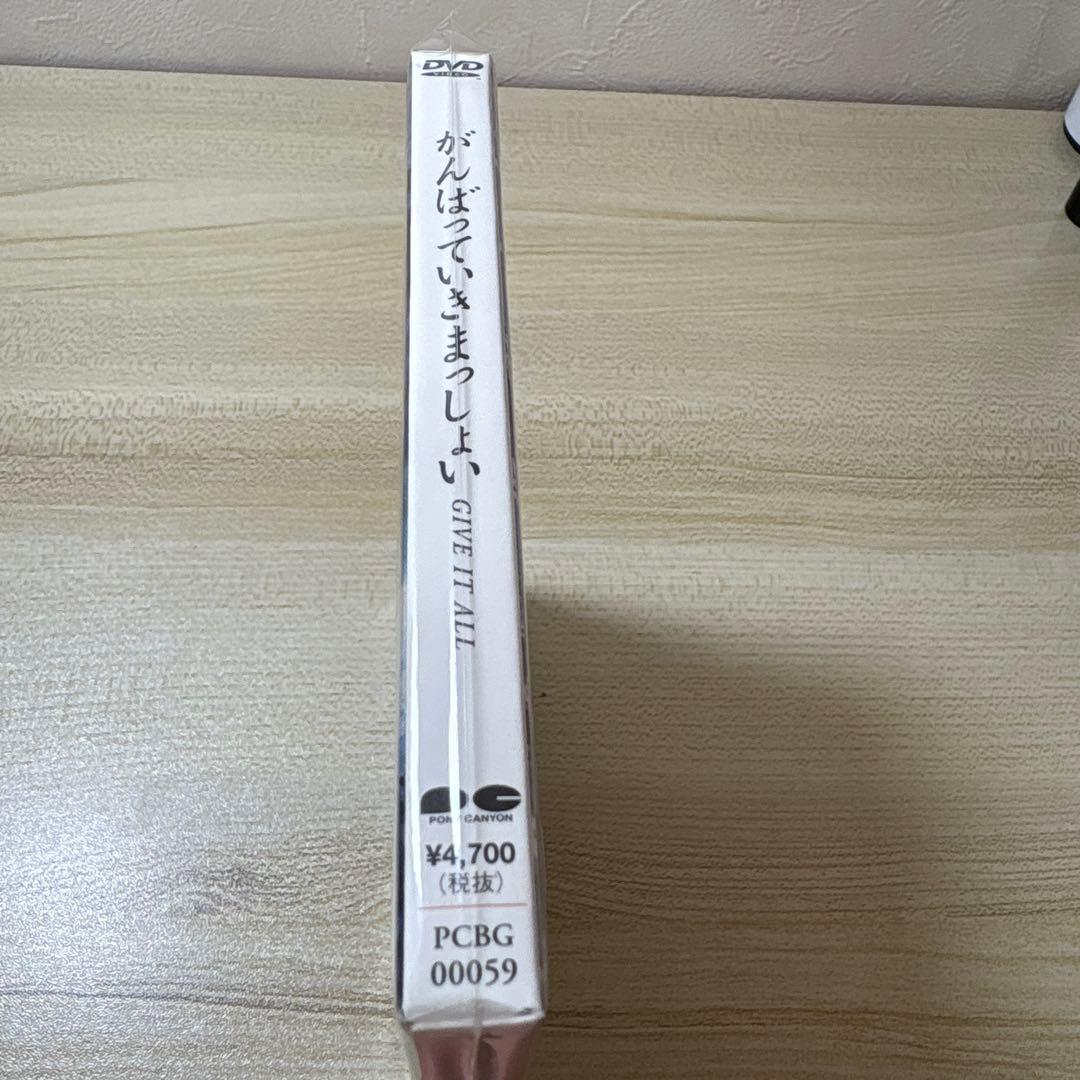 DVD
VIDEO
がんばっていきまっしょい
GIVE IT ALL
PONY CANYON
¥4,700
(税抜)
PCBG
00059